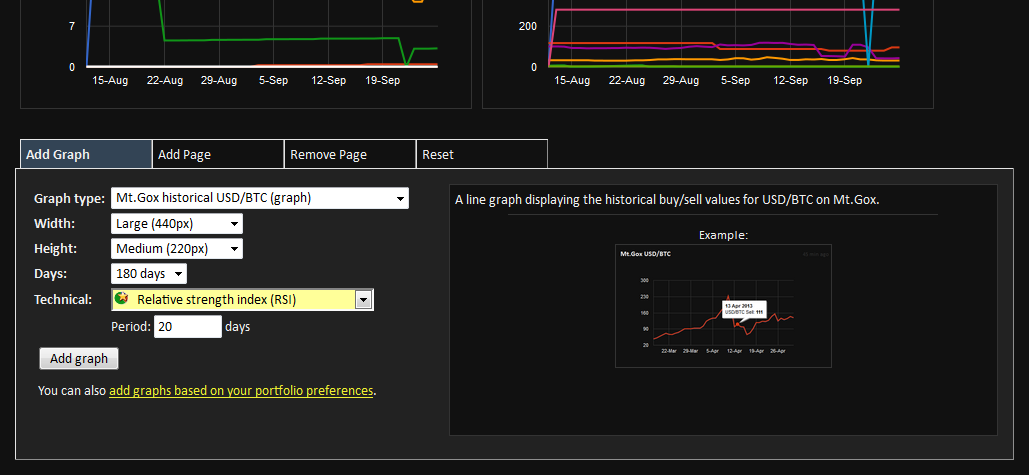 7
0
15-Aug 22-Aug 29-Aug 5-Sep 12-Sep 19-Sep
200
0
15-Aug 22-Aug 29-Aug 5-Sep 12-Sep 19-Sep
Add Graph Add Page Remove Page Reset
Graph type: Mt.Gox historical USD/BTC (graph)
Width: Large (440px)
Height: Medium (220px)
Days: 180 days
Technical: Relative strength index (RSI)
Period: 20 days
Add graph
You can also add graphs based on your portfolio preferences.
A line graph displaying the historical buy/sell values for USD/BTC on Mt.Gox.
Example:
Mt.Gox USD/BTC
300
230
160
90
20
13 Apr 2013
USD/BTC Sell: 111
22-Mar 29-Mar 5-Apr 12-Apr 19-Apr 26-Apr